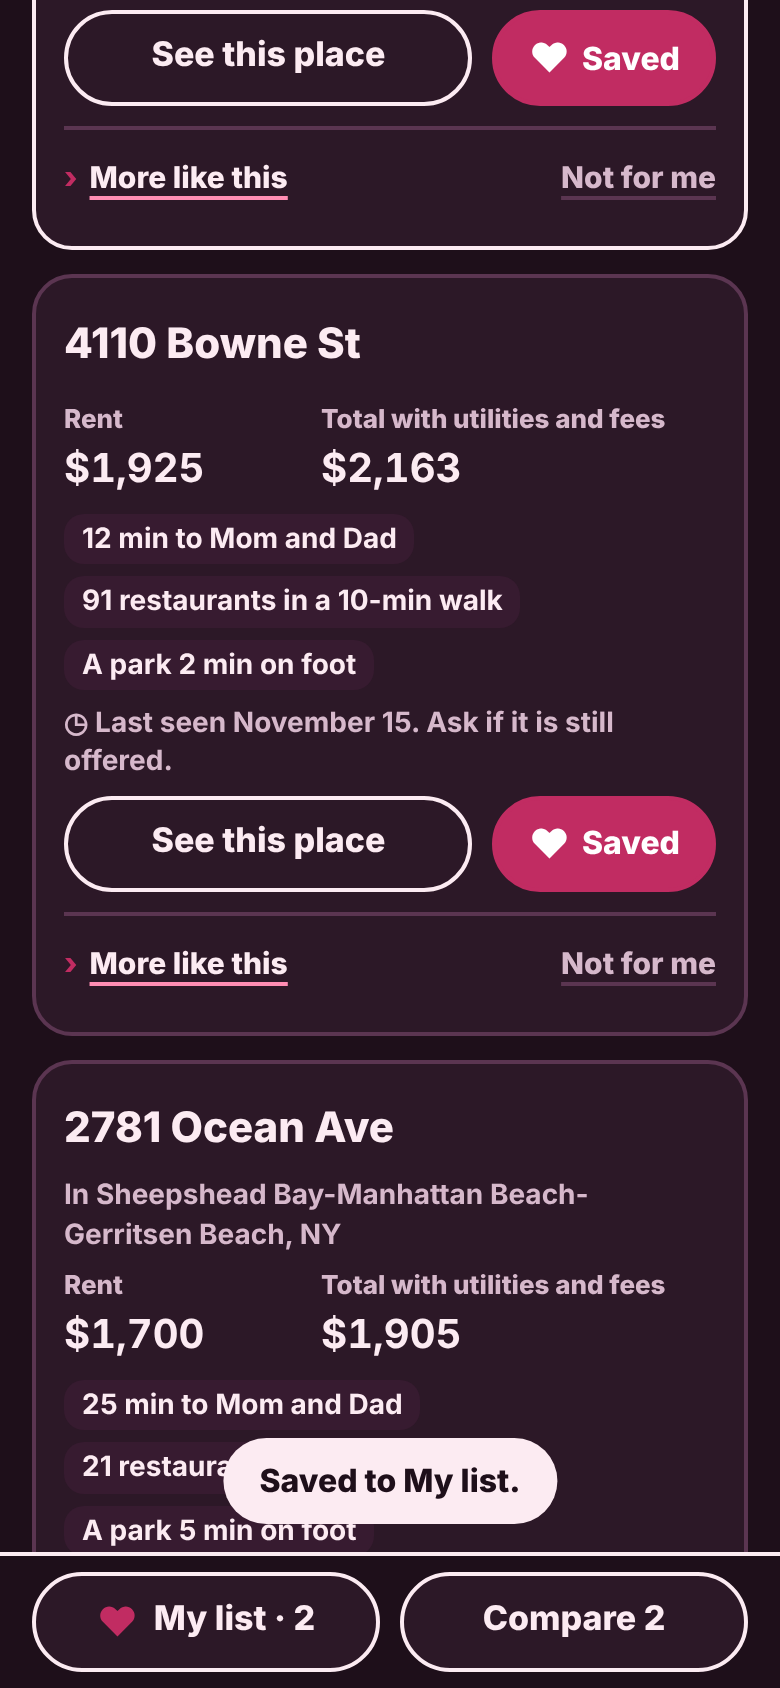 See this place
Saved
› More like this
Not for me
4110 Bowne St
Rent
Total with utilities and fees
$1,925
$2,163
12 min to Mom and Dad
91 restaurants in a 10-min walk
A park 2 min on foot
Last seen November 15. Ask if it is still
offered.
See this place
Saved
› More like this
Not for me
2781 Ocean Ave
In Sheepshead Bay-Manhattan Beach-
Gerritsen Beach, NY
Rent
Total with utilities and fees
$1,700
$1,905
25 min to Mom and Dad
21
Saved to My list.
A park 5 min on foot
My list · 2
Compare 2